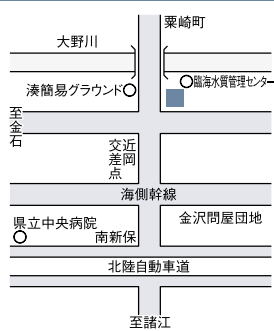 粟崎町
大野川
臨海水質管理センター
湊簡易グラウンド
至金石
近岡
交差点
海側幹線
県立中央病院
金沢問屋団地
南新保
北陸自動車道
至諸江